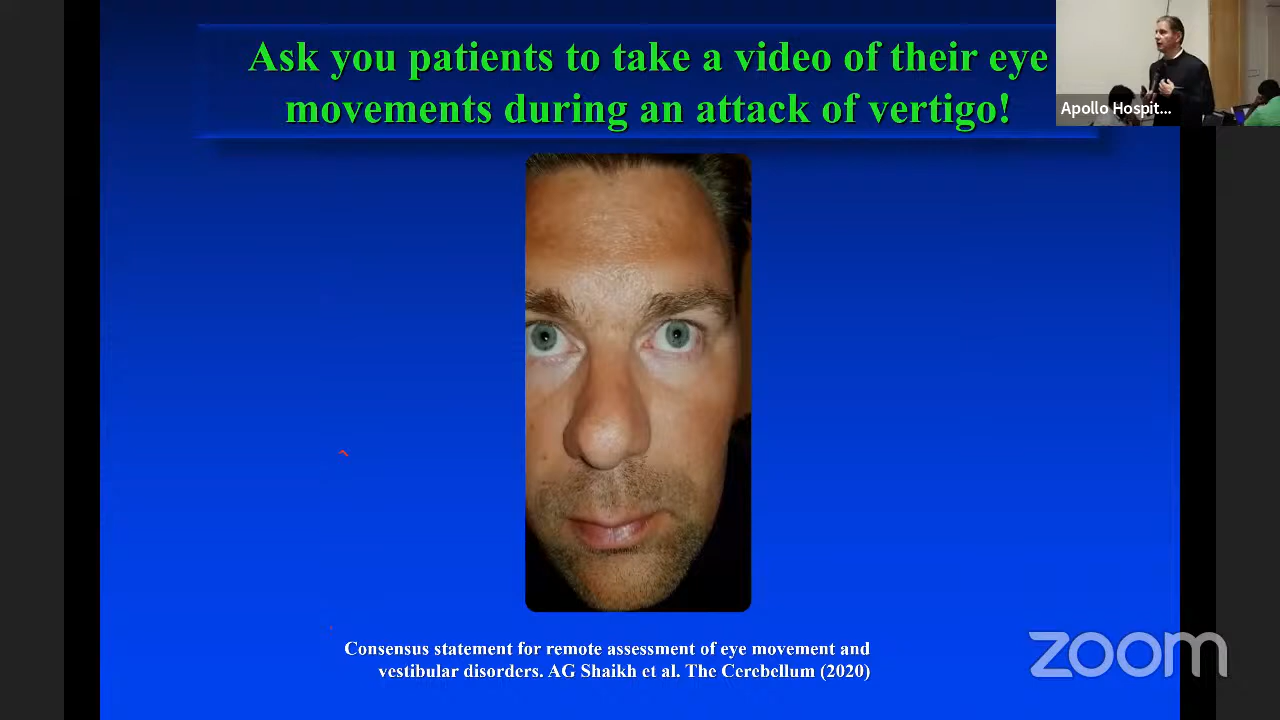 Ask you patients to take a video of their eye
movements during an attack of vertigo!
Apollo Hospit...
Consensus statement for remote assessment of eye movement and
vestibular disorders. AG Shaikh et al. The Cerebellum (2020)
zoom